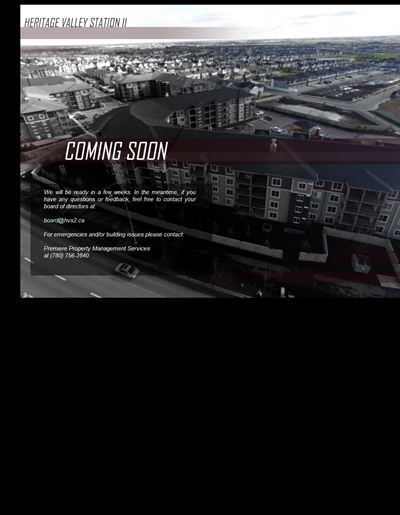 HERITAGE VALLEY STATION II
COMING SOON
We will be ready in a few weeks. In the meantime, if you
have any questions or feedback, feel free to contact your
board of directors at:
board@hvs2.ca
For emergencies and/or building issues please contact:
Premiere Property Management Services
at (780) 756-2840